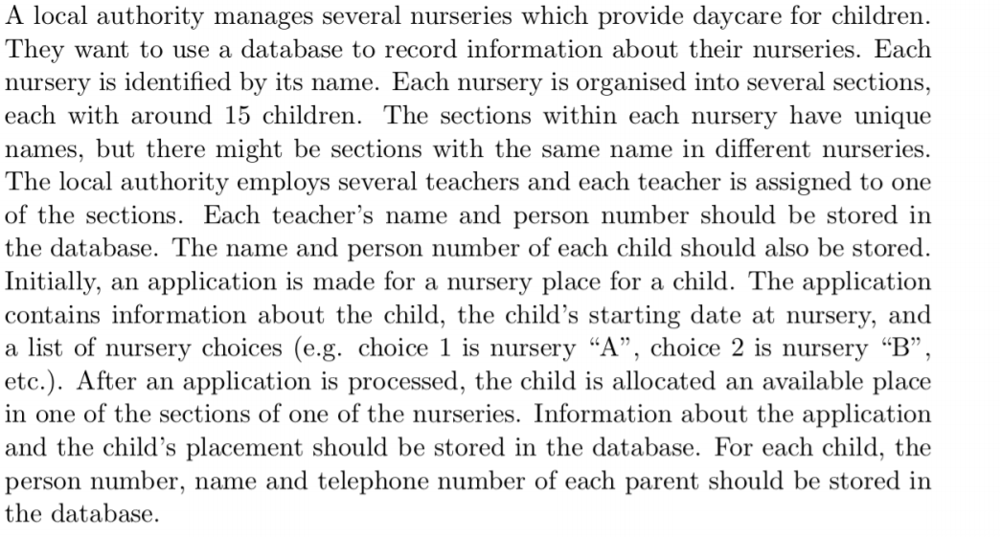 A local authority manages several nurseries which provide daycare for children.
They want to use a database to record information about their nurseries. Each
nursery is identified by its name. Each nursery is organised into several sections,
each with around 15 children. The sections within each nursery have unique
names, but there might be sections with the same name in different nurseries.
The local authority employs several teachers and each teacher is assigned to one
of the sections. Each teacher's name and person number should be stored in
the database. The name and person number of each child should also be stored.
Initially, an application is made for a nursery place for a child. The application
contains information about the child, the child's starting date at nursery, and
a list of nursery choices (e.g. choice 1 is nursery “A”, choice 2 is nursery “B”,
etc.). After an application is processed, the child is allocated an available place
in one of the sections of one of the nurseries. Information about the application
and the child's placement should be stored in the database. For each child, the
person number, name and telephone number of each parent should be stored in
the database.